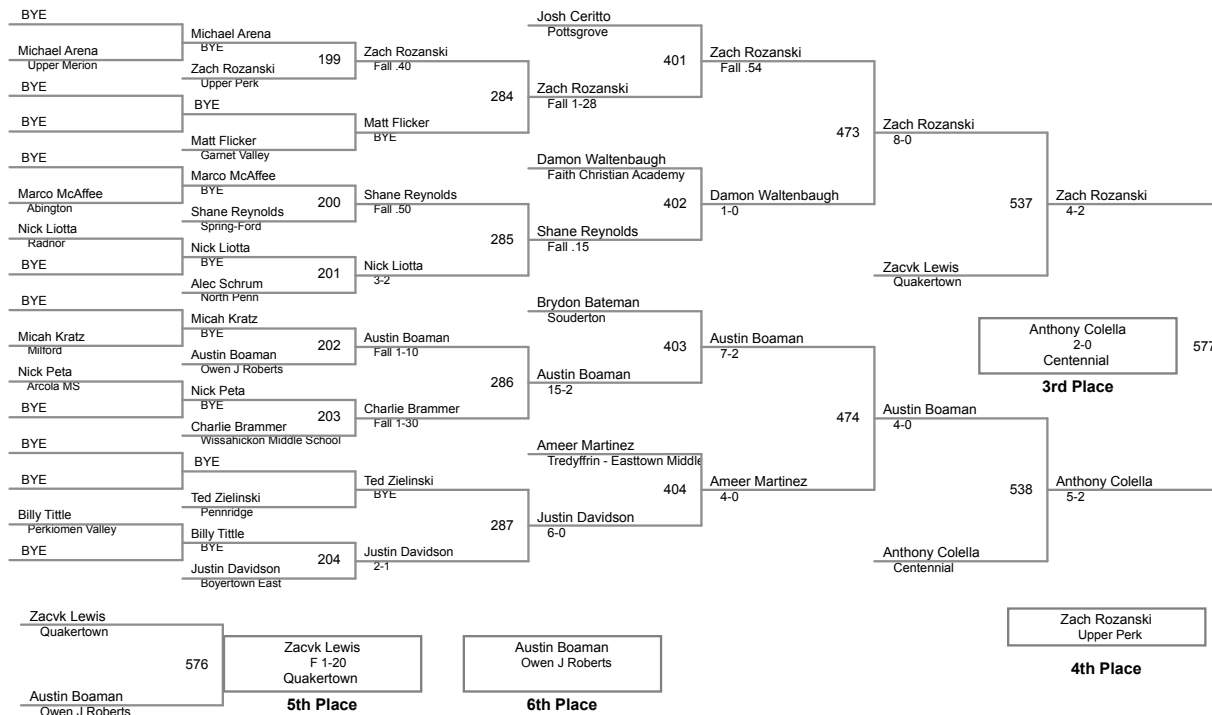 BYE
Michael Arena
Upper Merion
BYE
BYE
BYE
Marco McAffee
Abington
Nick Liotta
Radnor
BYE
BYE
Micah Kratz
Milford
Nick Peta
Arcola MS
BYE
BYE
BYE
Billy Tittle
Perkiomen Valley
BYE
Michael Arena
BYE
199
Zach Rozanski
Upper Perk
BYE
Matt Flicker
Garnet Valley
Marco McAffee
BYE
200
Shane Reynolds
Spring-Ford
Nick Liotta
BYE
201
Alec Schrum
North Penn
Micah Kratz
BYE
202
Austin Boaman
Owen J Roberts
Nick Peta
BYE
203
Charlie Brammer
Wissahickon Middle School
BYE
Ted Zielinski
Pennridge
Billy Tittle
BYE
204
Justin Davidson
Boyertown East
Zach Rozanski
Fall .40
284
Matt Flicker
BYE
Shane Reynolds
Fall .50
285
Nick Liotta
3-2
Austin Boaman
Fall 1-10
286
Charlie Brammer
Fall 1-30
Ted Zielinski
BYE
287
Justin Davidson
2-1
Josh Ceritto
Pottsgrove
401
Zach Rozanski
Fall 1-28
Damon Waltenbaugh
Faith Christian Academy
402
Shane Reynolds
Fall .15
Brydon Bateman
Souderton
403
Austin Boaman
15-2
Ameer Martinez
Tredyffrin - Easttown Middle
404
Justin Davidson
6-0
Zach Rozanski
Fall .54
473
Damon Waltenbaugh
1-0
Austin Boaman
7-2
474
Ameer Martinez
4-0
Zach Rozanski
8-0
537
Zacvk Lewis
Quakertown
Austin Boaman
4-0
538
Anthony Colella
Centennial
Zach Rozanski
4-2
Anthony Colella
2-0
Centennial
577
3rd Place
Anthony Colella
5-2
Zach Rozanski
Upper Perk
4th Place
Zacvk Lewis
Quakertown
576
Austin Boaman
Owen J Roberts
Zacvk Lewis
F 1-20
Quakertown
5th Place
Austin Boaman
Owen J Roberts
6th Place